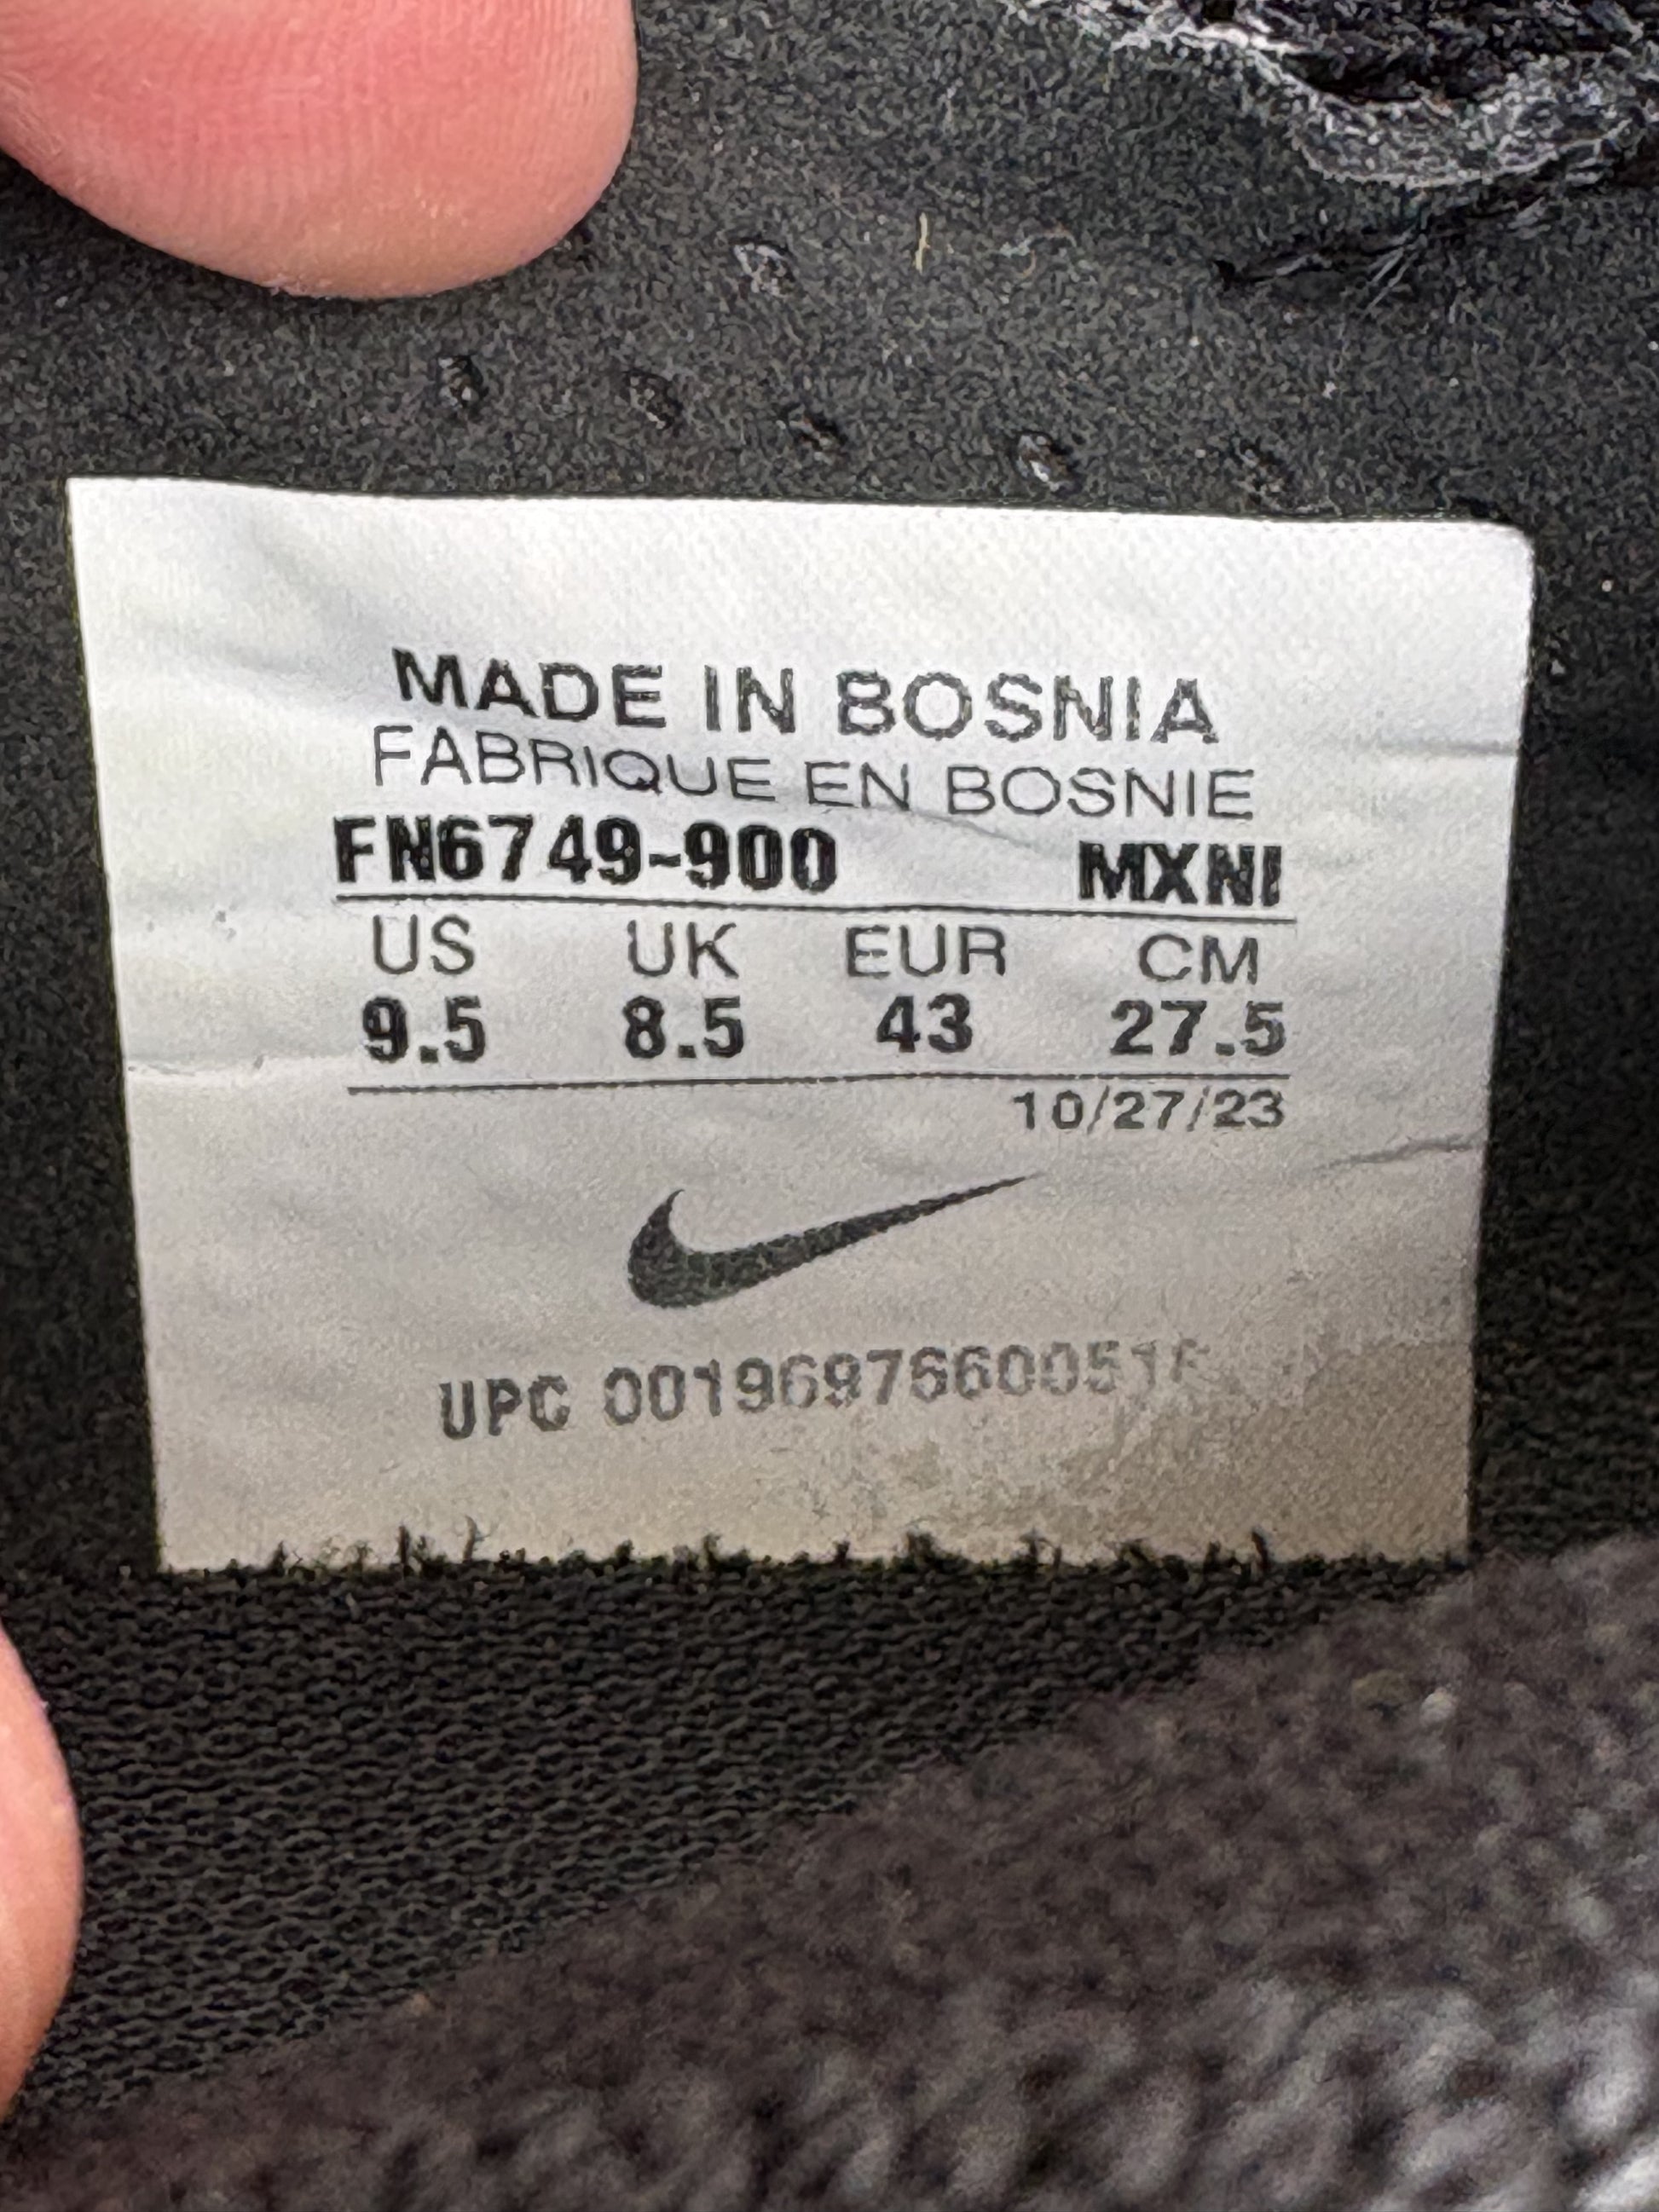 MADE IN BOSNIA
FABRIQUE EN BOSNIE
FN6749-900 MXNI
US UK EUR CM
9.5 8.5 43 27.5
10/27/23
UPC